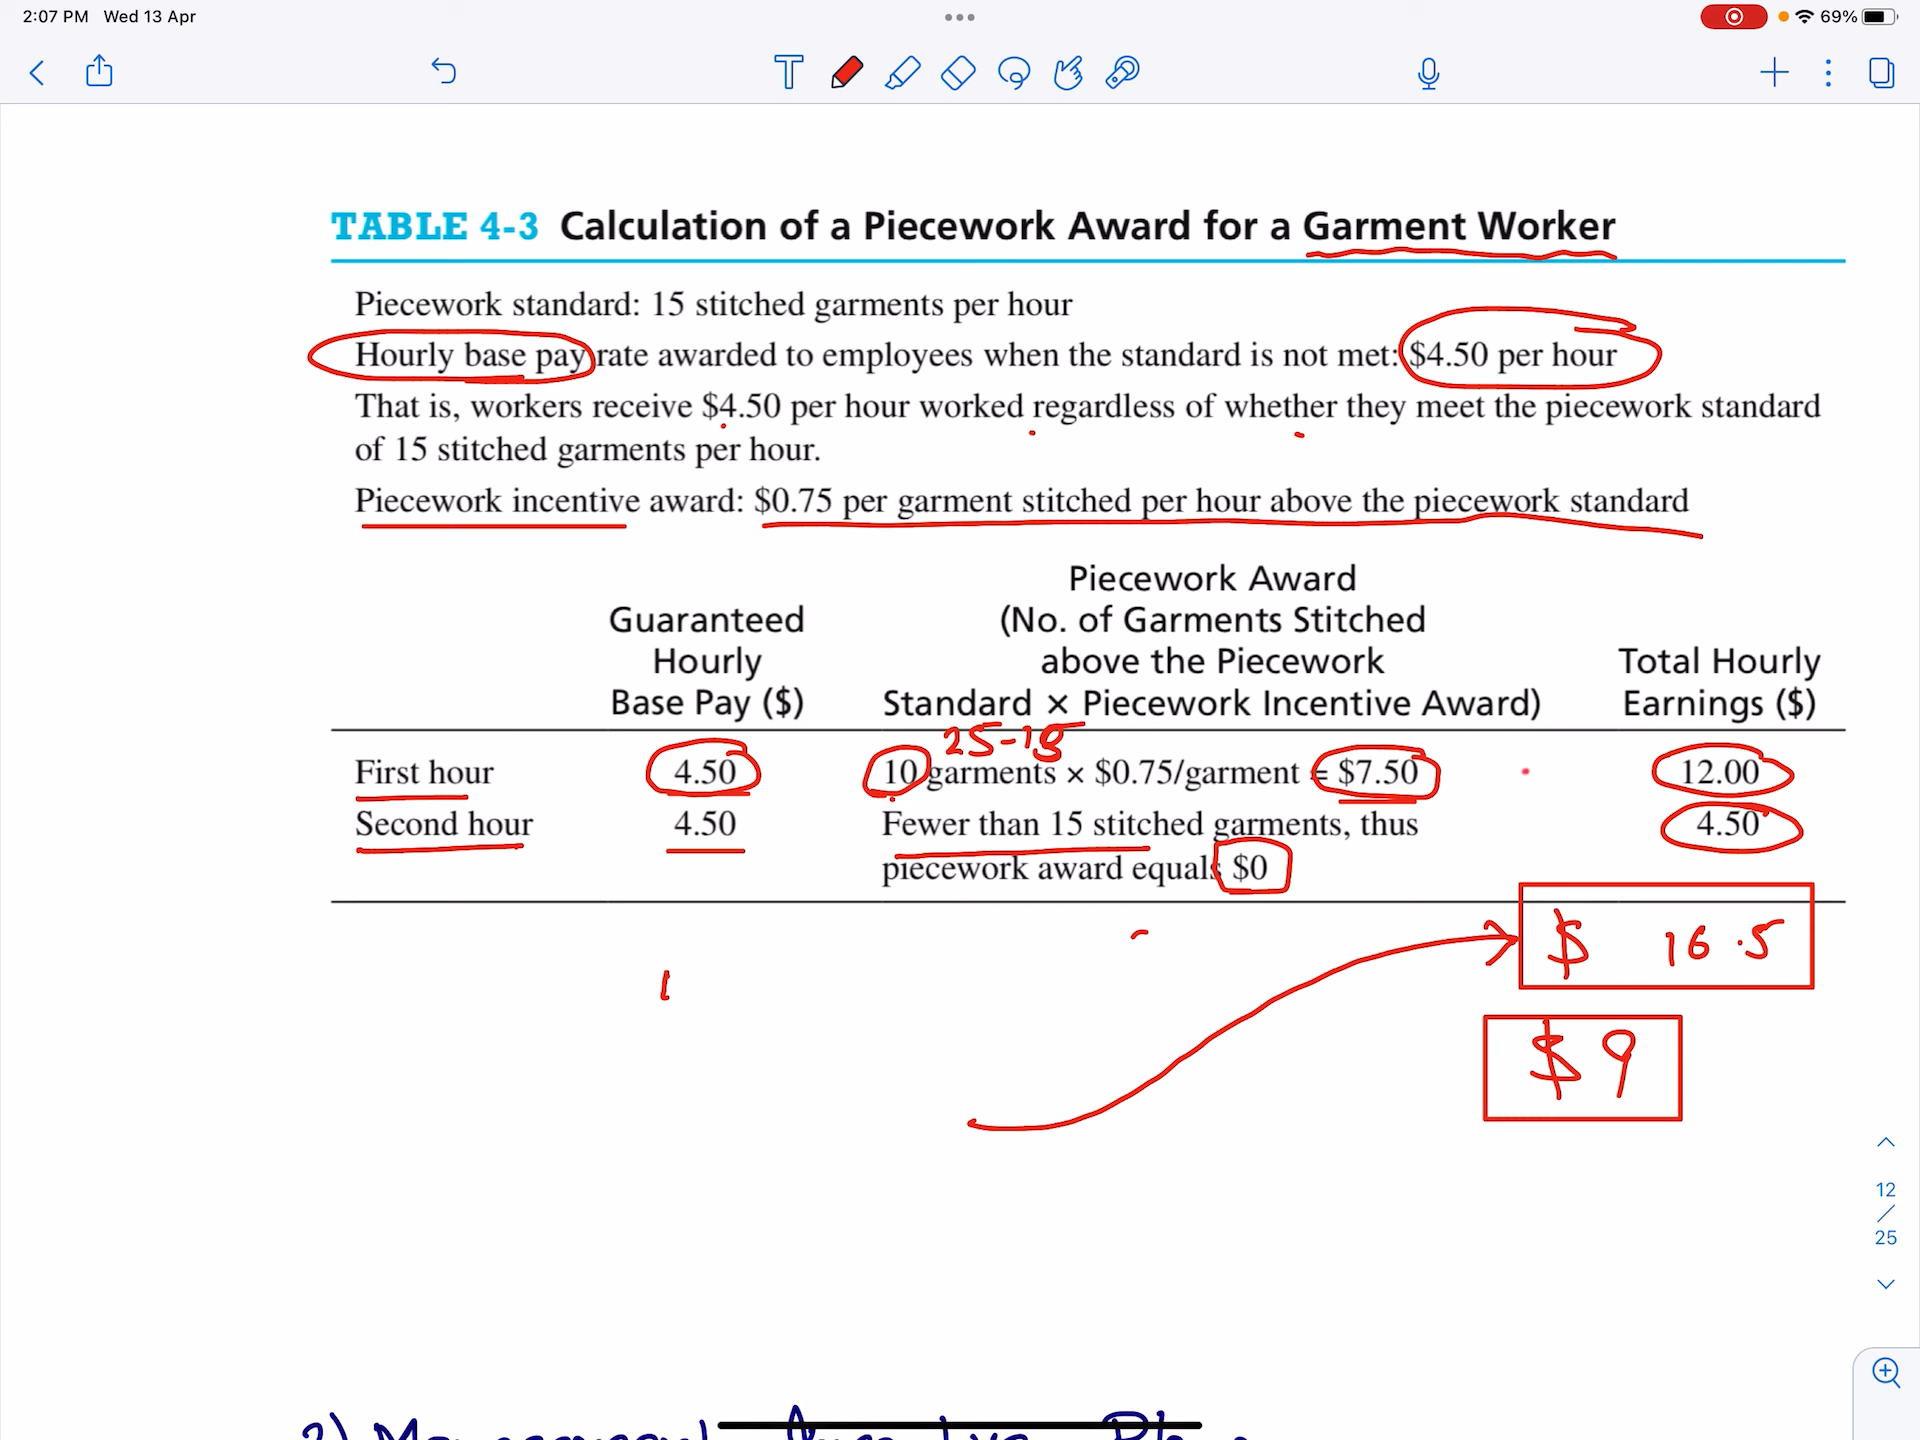 2:07 PM Wed 13 Apr
69%
TABLE 4-3 Calculation of a Piecework Award for a Garment Worker
Piecework standard: 15 stitched garments per hour
Hourly base pay rate awarded to employees when the standard is not met: $4.50 per hour
That is, workers receive $4.50 per hour worked regardless of whether they meet the piecework standard
of 15 stitched garments per hour.
Piecework incentive award: $0.75 per garment stitched per hour above the piecework standard
Guaranteed
Hourly
Base Pay ($)
Piecework Award
(No. of Garments Stitched
above the Piecework
Standard × Piecework Incentive Award)
Total Hourly
Earnings ($)
25-15
First hour 4.50 10 garments × $0.75/garment = $7.50 12.00
Second hour 4.50 Fewer than 15 stitched garments, thus 4.50
piecework award equals $0
$ 16.5
$ 9
12
/
25